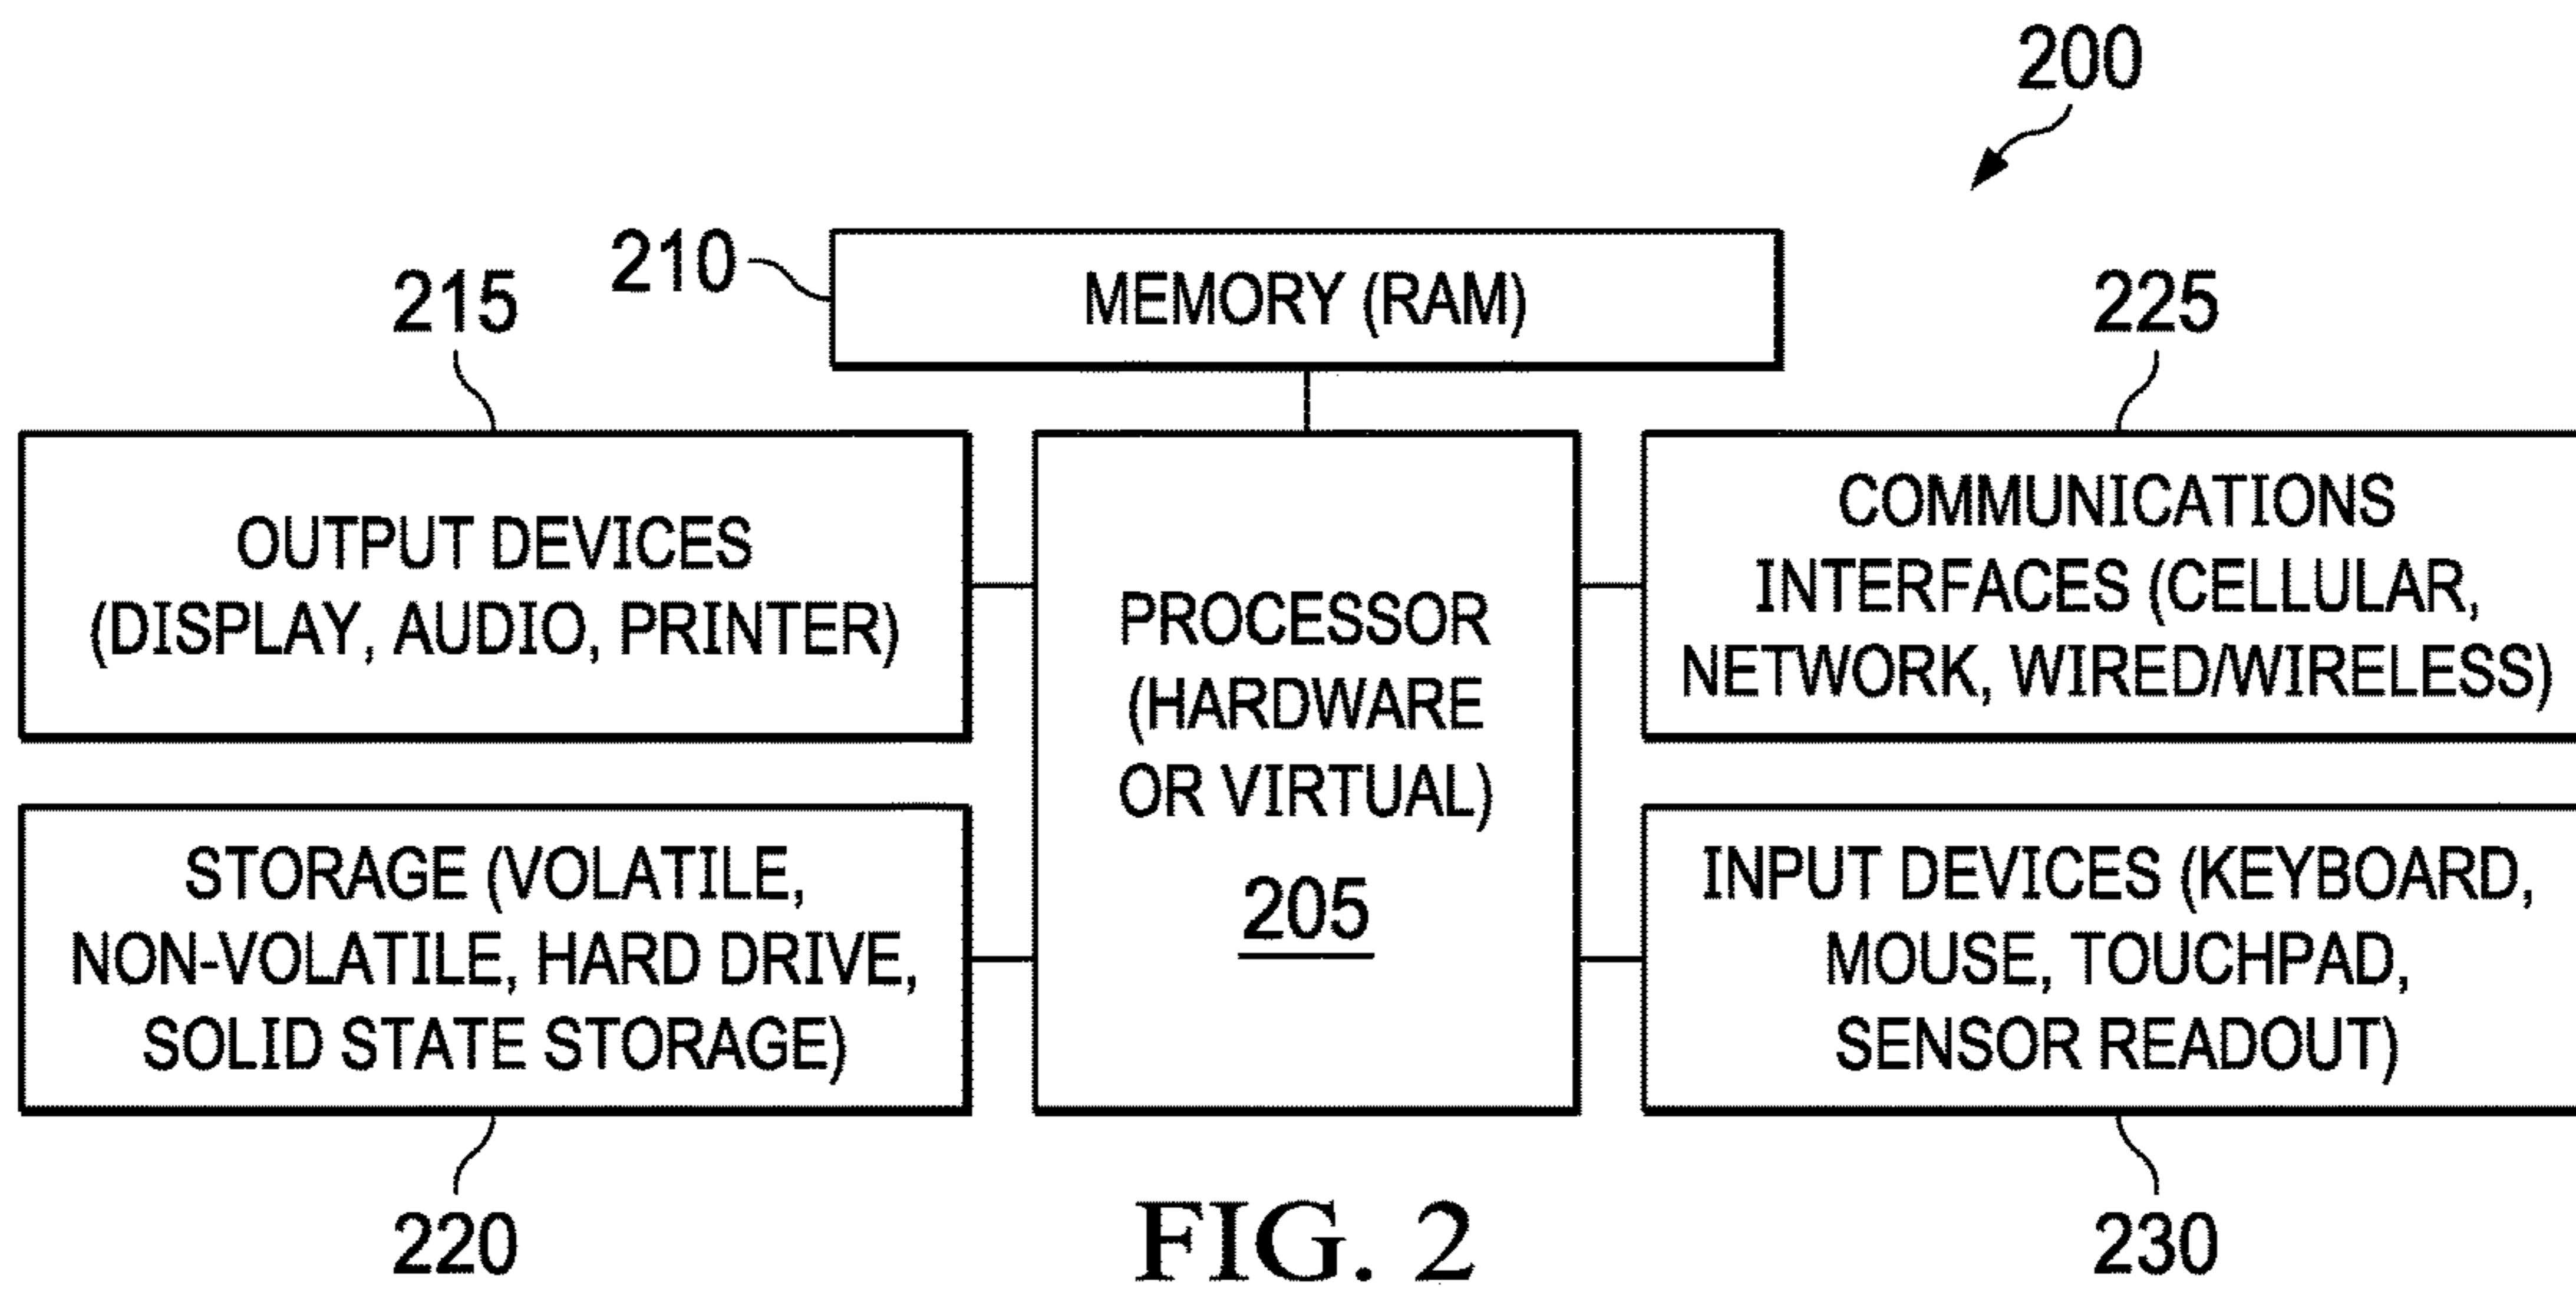 200
210
MEMORY (RAM)
215
225
OUTPUT DEVICES
(DISPLAY, AUDIO, PRINTER)
PROCESSOR
(HARDWARE
OR VIRTUAL)
205
COMMUNICATIONS
INTERFACES (CELLULAR,
NETWORK, WIRED/WIRELESS)
STORAGE (VOLATILE,
NON-VOLATILE, HARD DRIVE,
SOLID STATE STORAGE)
INPUT DEVICES (KEYBOARD,
MOUSE, TOUCHPAD,
SENSOR READOUT)
220
230
FIG. 2